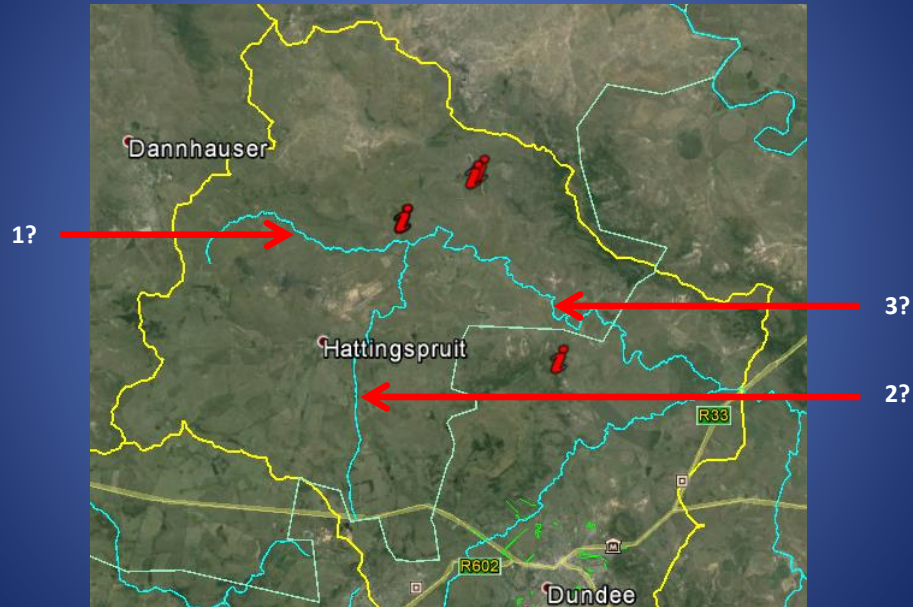 Dannhauser
1?
3?
Hattingspruit
2?
R33
R602
Dundee